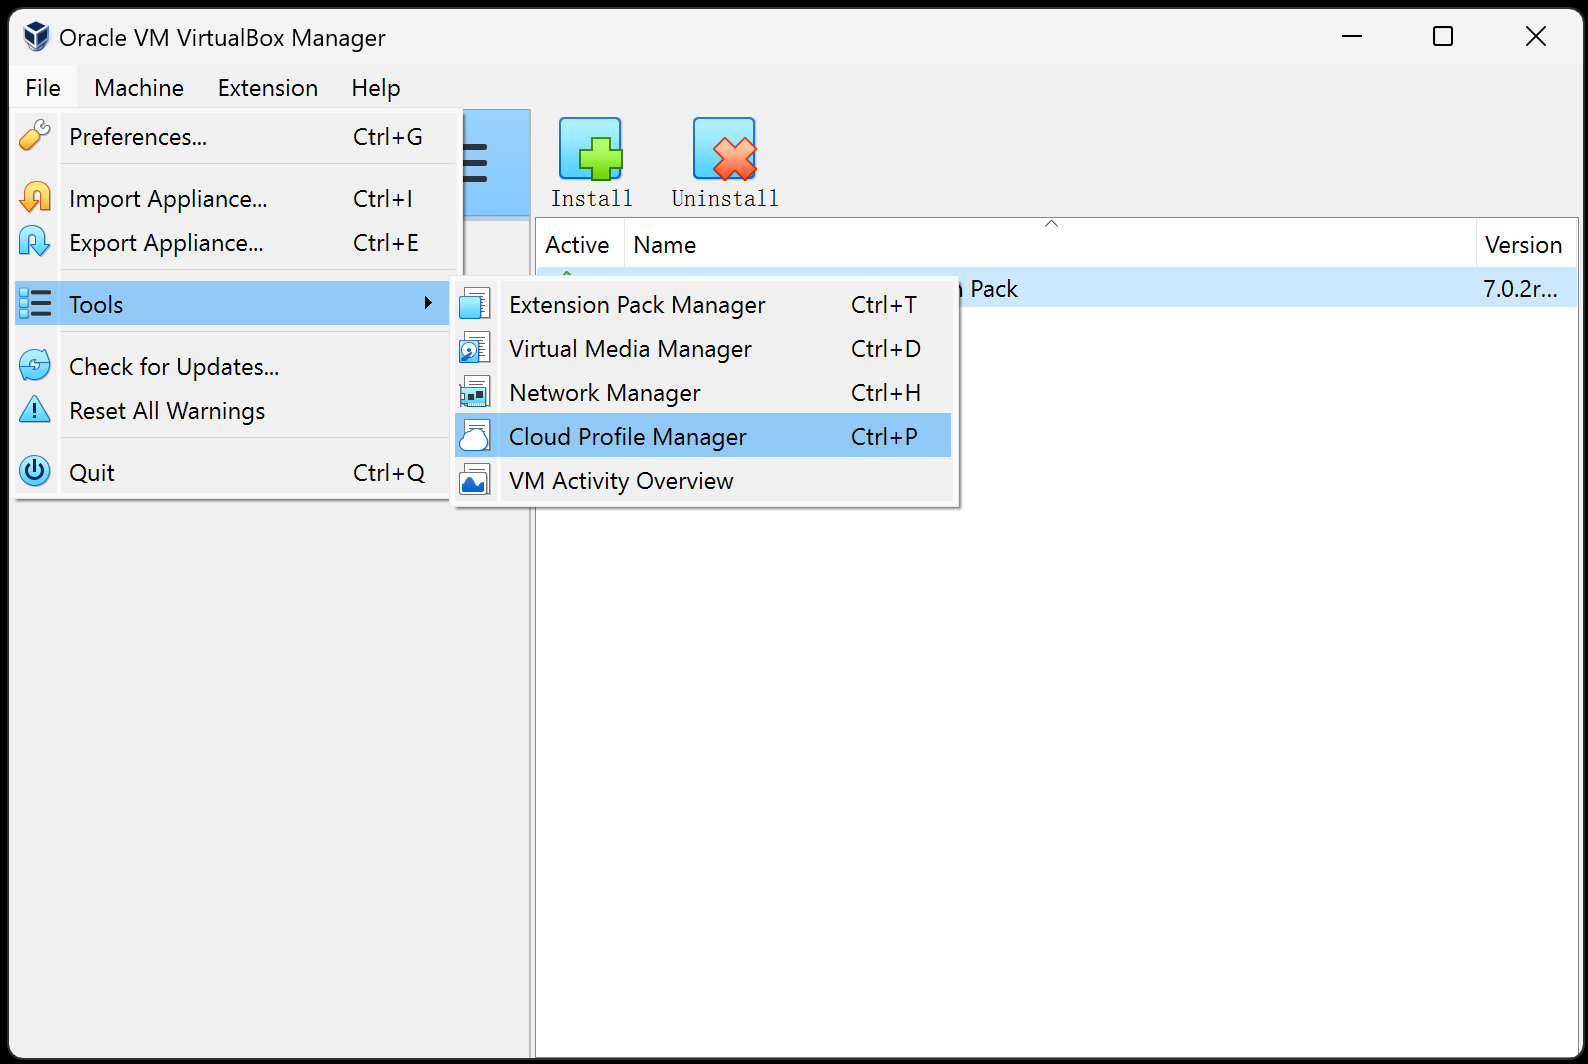 Oracle VM VirtualBox Manager
File Machine Extension Help
Preferences... Ctrl+G
Import Appliance... Ctrl+I
Export Appliance... Ctrl+E
Tools
Check for Updates...
Reset All Warnings
Quit Ctrl+Q
Install Uninstall
Active Name Version
Pack 7.0.2r...
Extension Pack Manager Ctrl+T
Virtual Media Manager Ctrl+D
Network Manager Ctrl+H
Cloud Profile Manager Ctrl+P
VM Activity Overview